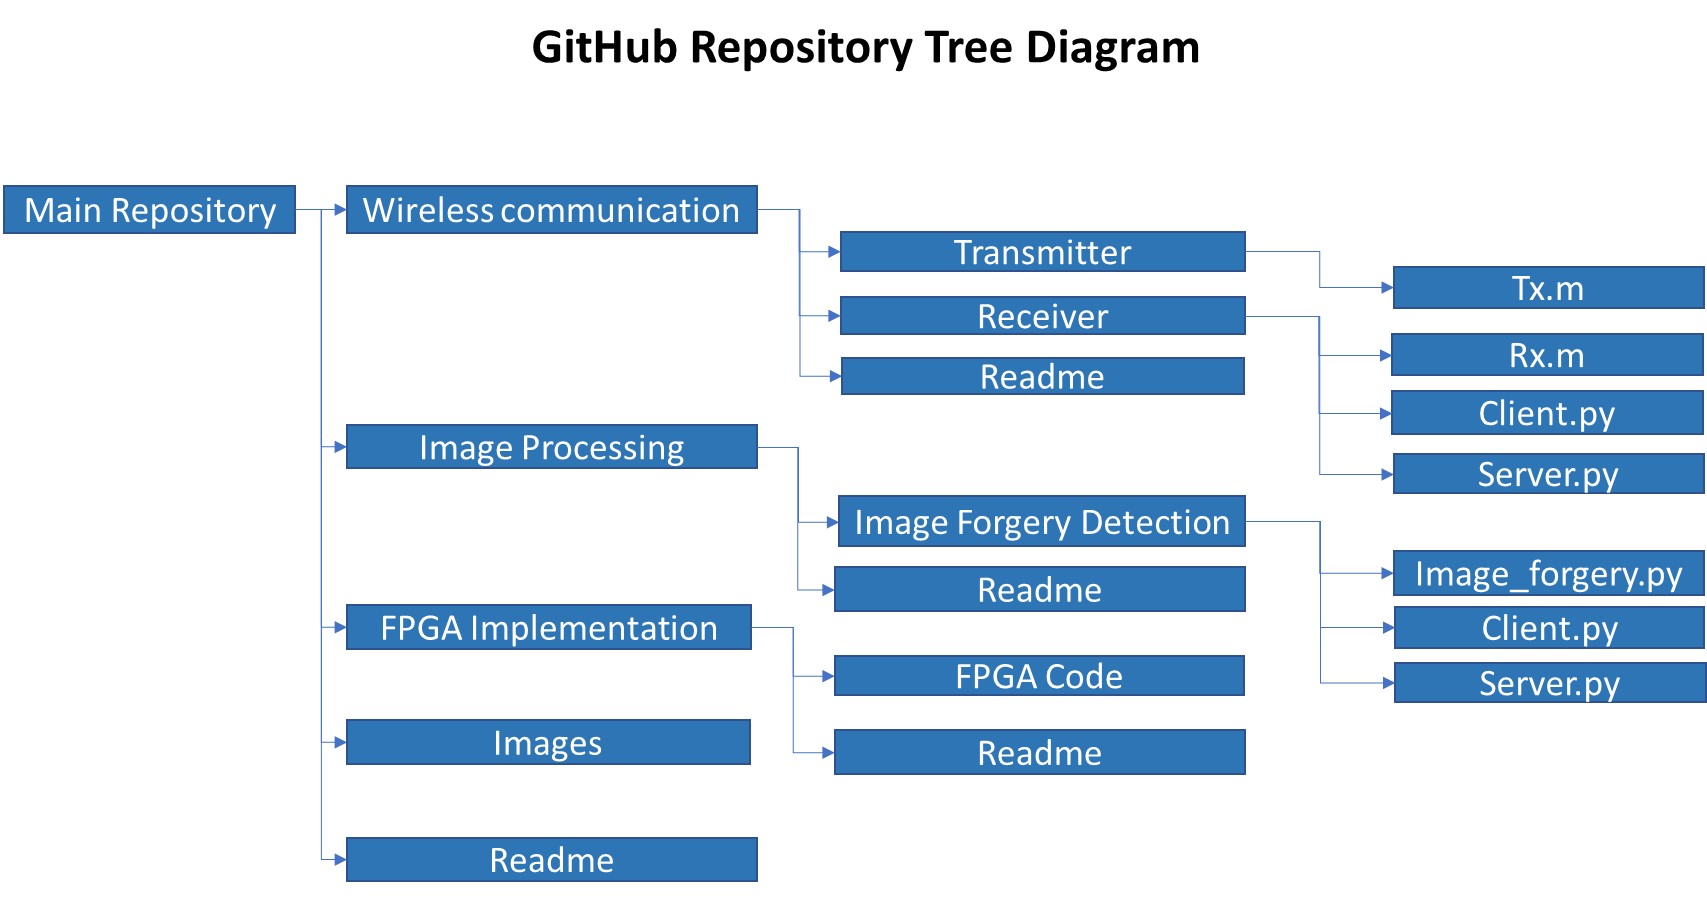 GitHub Repository Tree Diagram
Main Repository
Wireless communication
Transmitter
Tx.m
Receiver
Rx.m
Client.py
Server.py
Readme
Image Processing
Image Forgery Detection
Image_forgery.py
Client.py
Server.py
Readme
FPGA Implementation
FPGA Code
Readme
Images
Readme